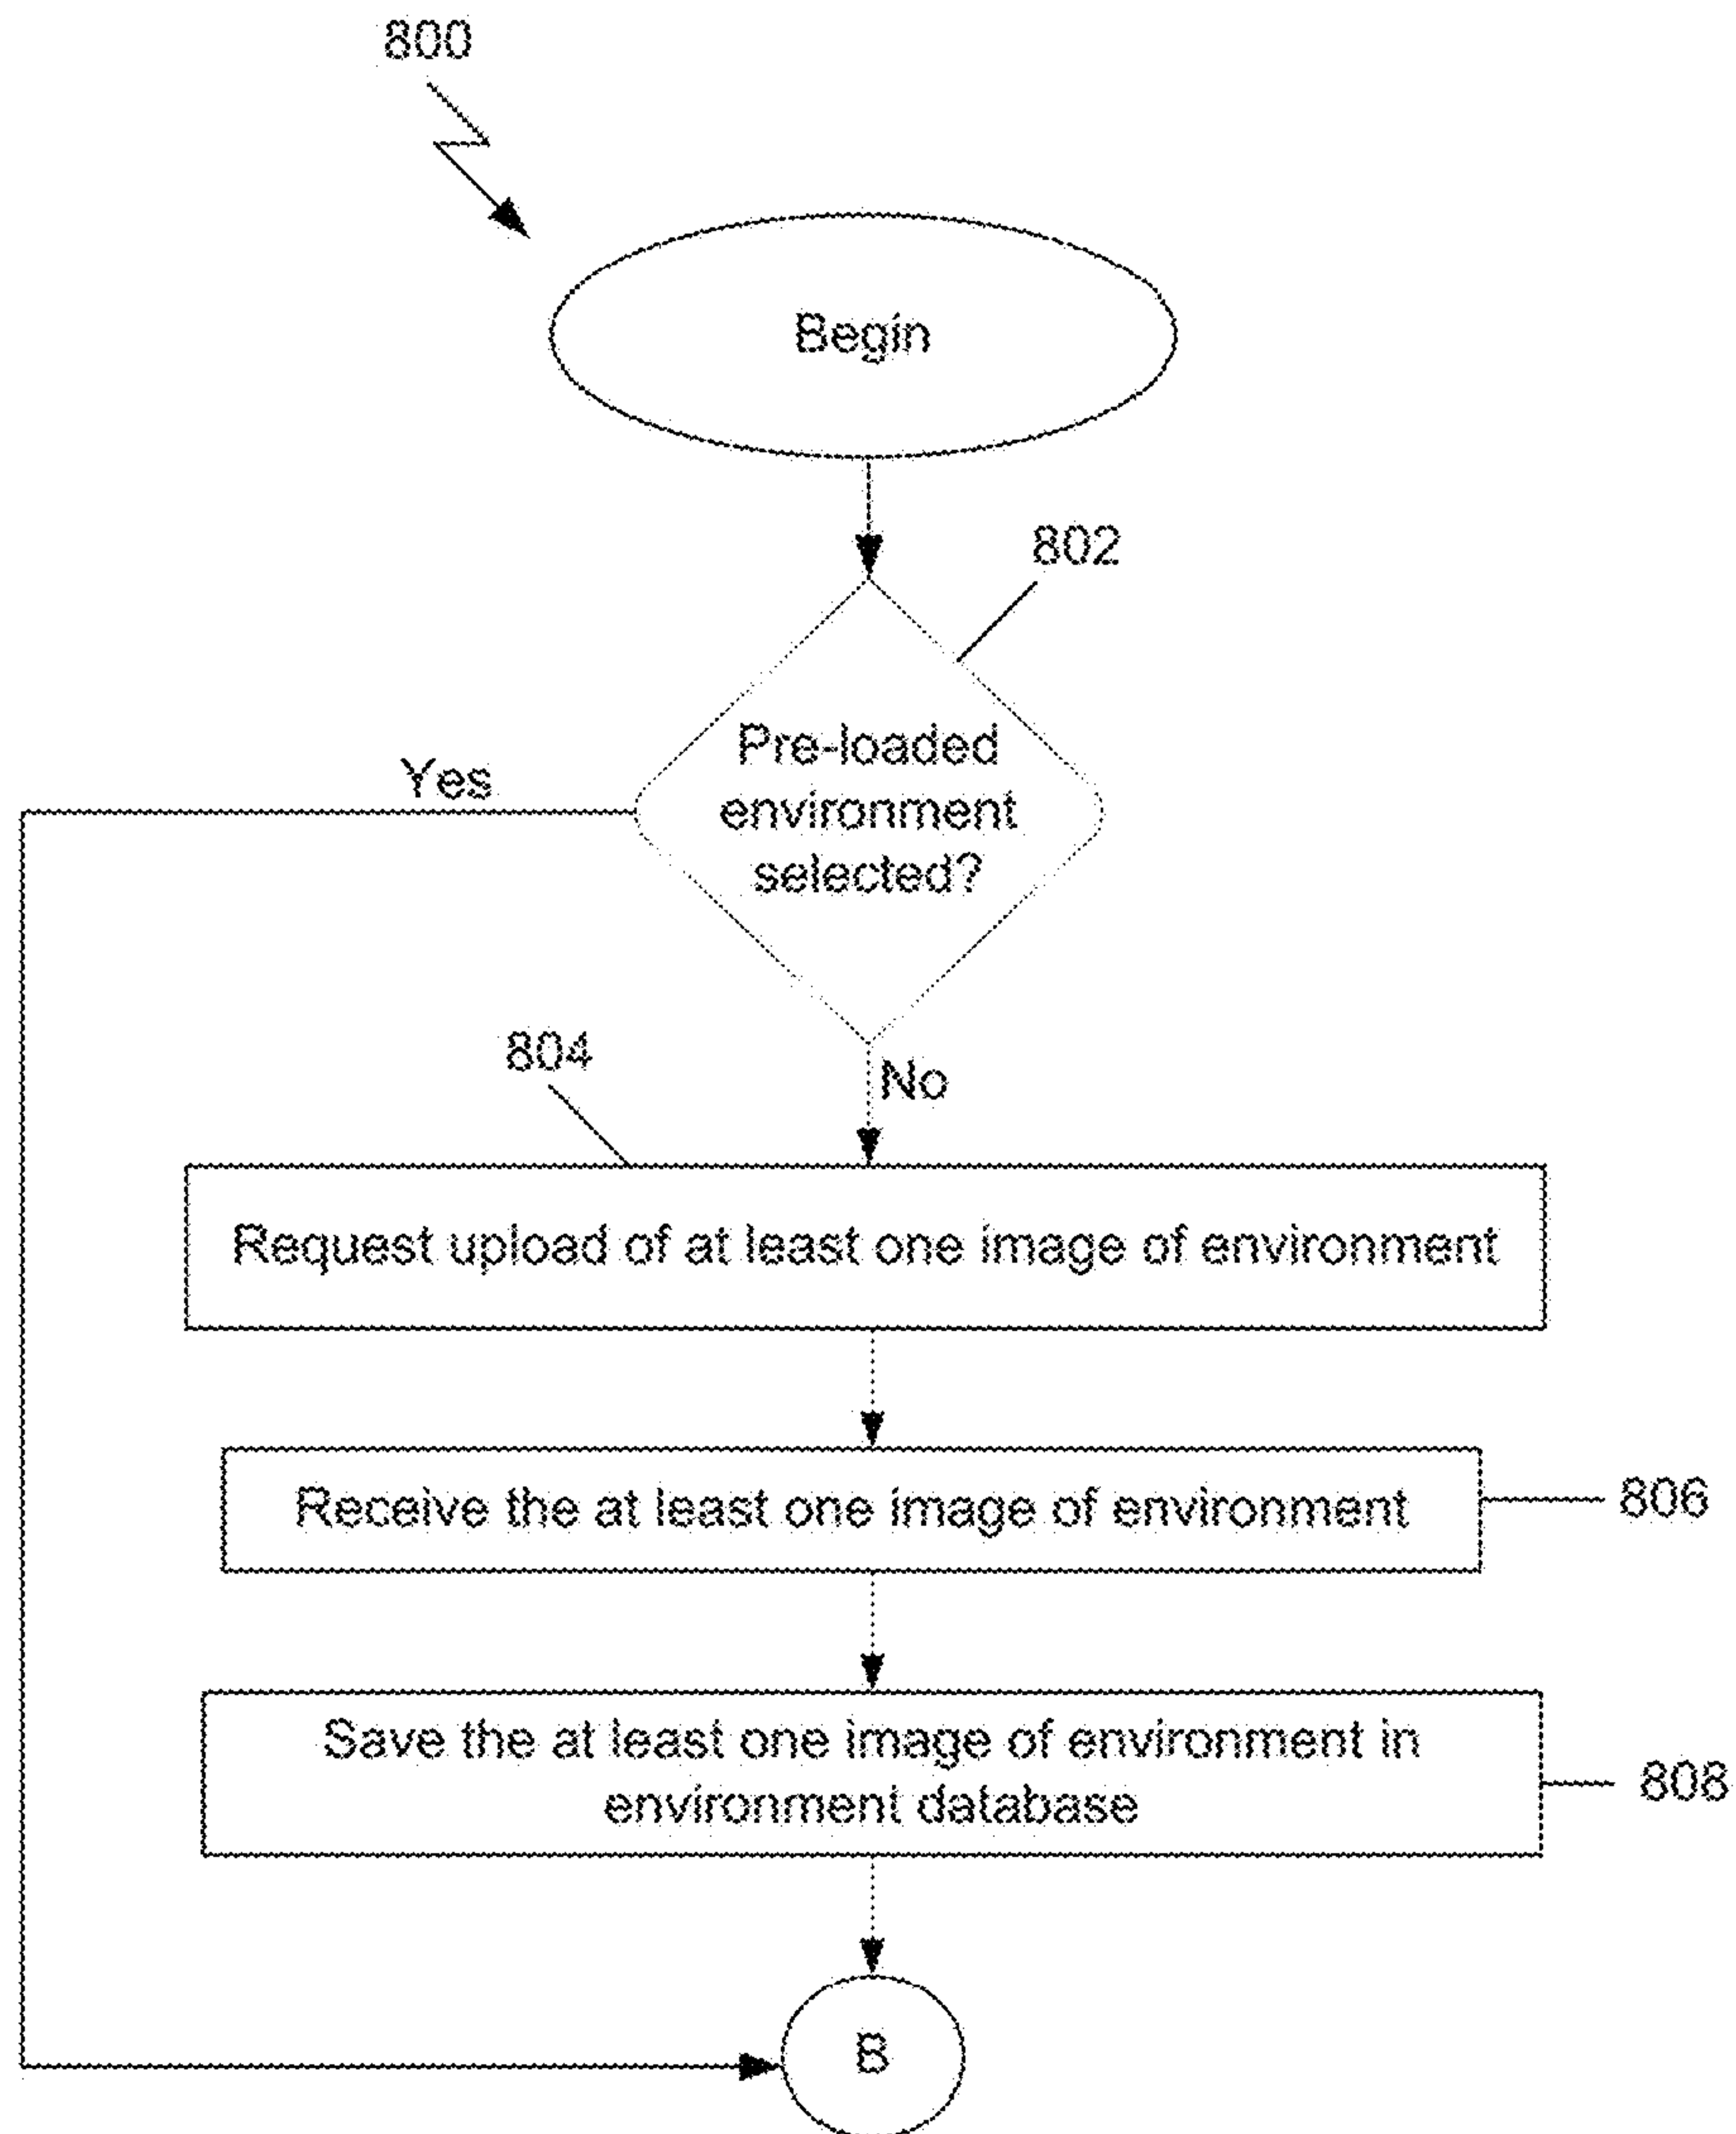 800
Begin
802
Pre-loaded
environment
selected?
Yes
804
No
Request upload of at least one image of environment
Receive the at least one image of environment
806
Save the at least one image of environment in
environment database
808
B